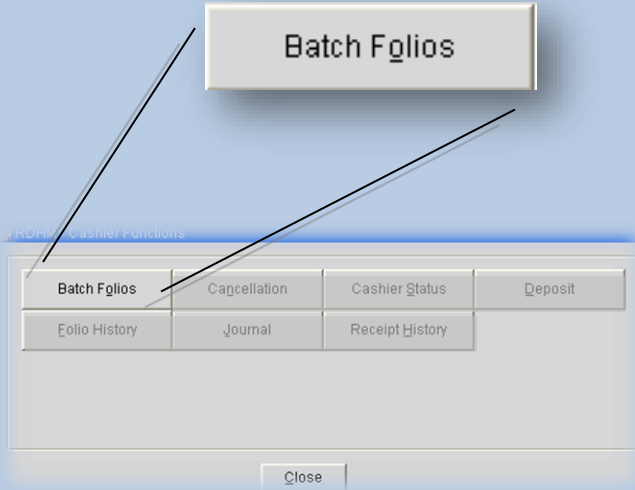 Batch Folios
Cashier Functions
Batch Folios Cancellation Cashier Status Deposit
Folio History Journal Receipt History
Close